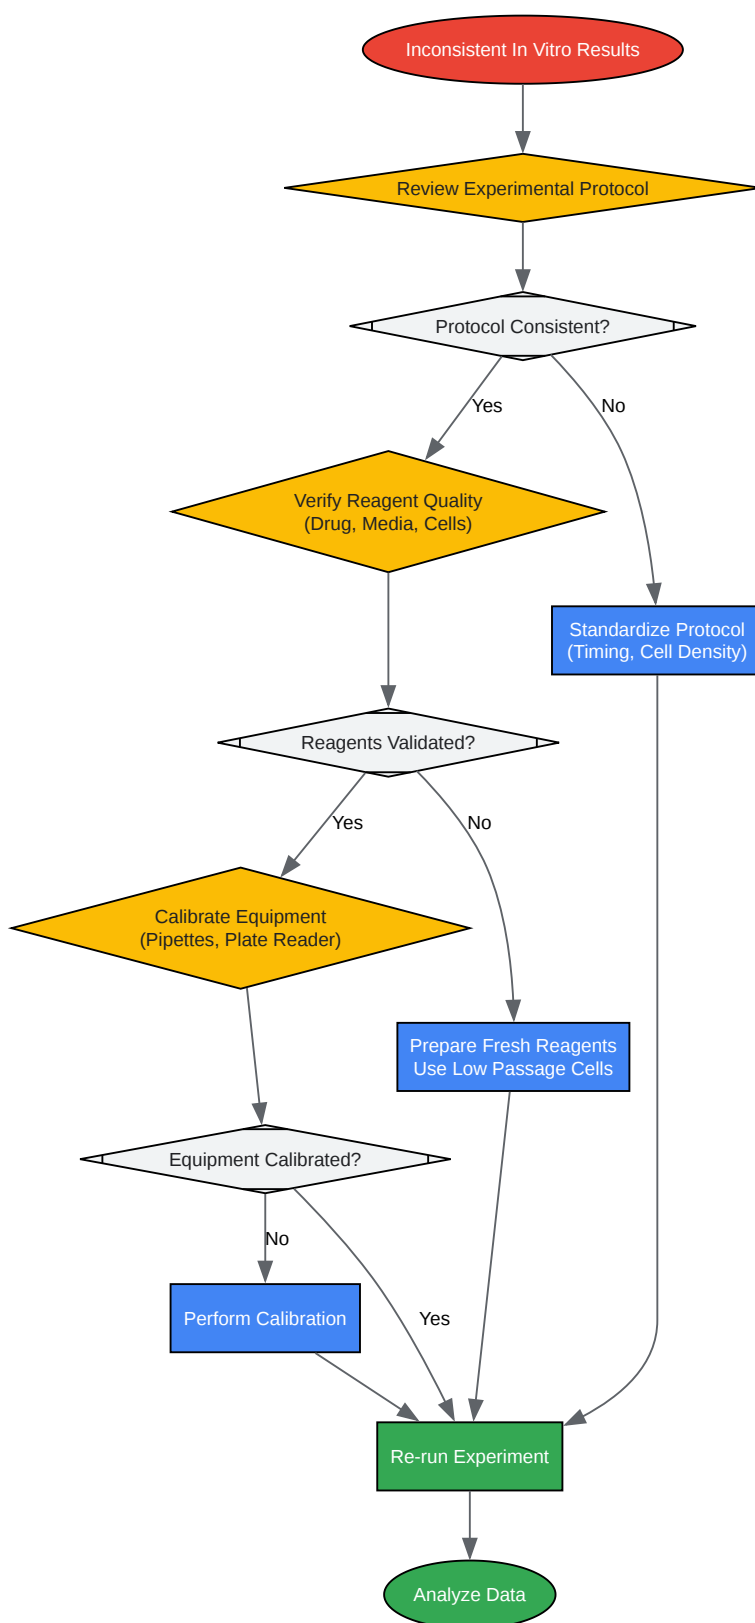 Inconsistent In Vitro Results
Review Experimental Protocol
Protocol Consistent?
Yes
No
Verify Reagent Quality
(Drug, Media, Cells)
Standardize Protocol
(Timing, Cell Density)
Reagents Validated?
Yes
No
Calibrate Equipment
(Pipettes, Plate Reader)
Prepare Fresh Reagents
Use Low Passage Cells
Equipment Calibrated?
No
Perform Calibration
Yes
Re-run Experiment
Analyze Data